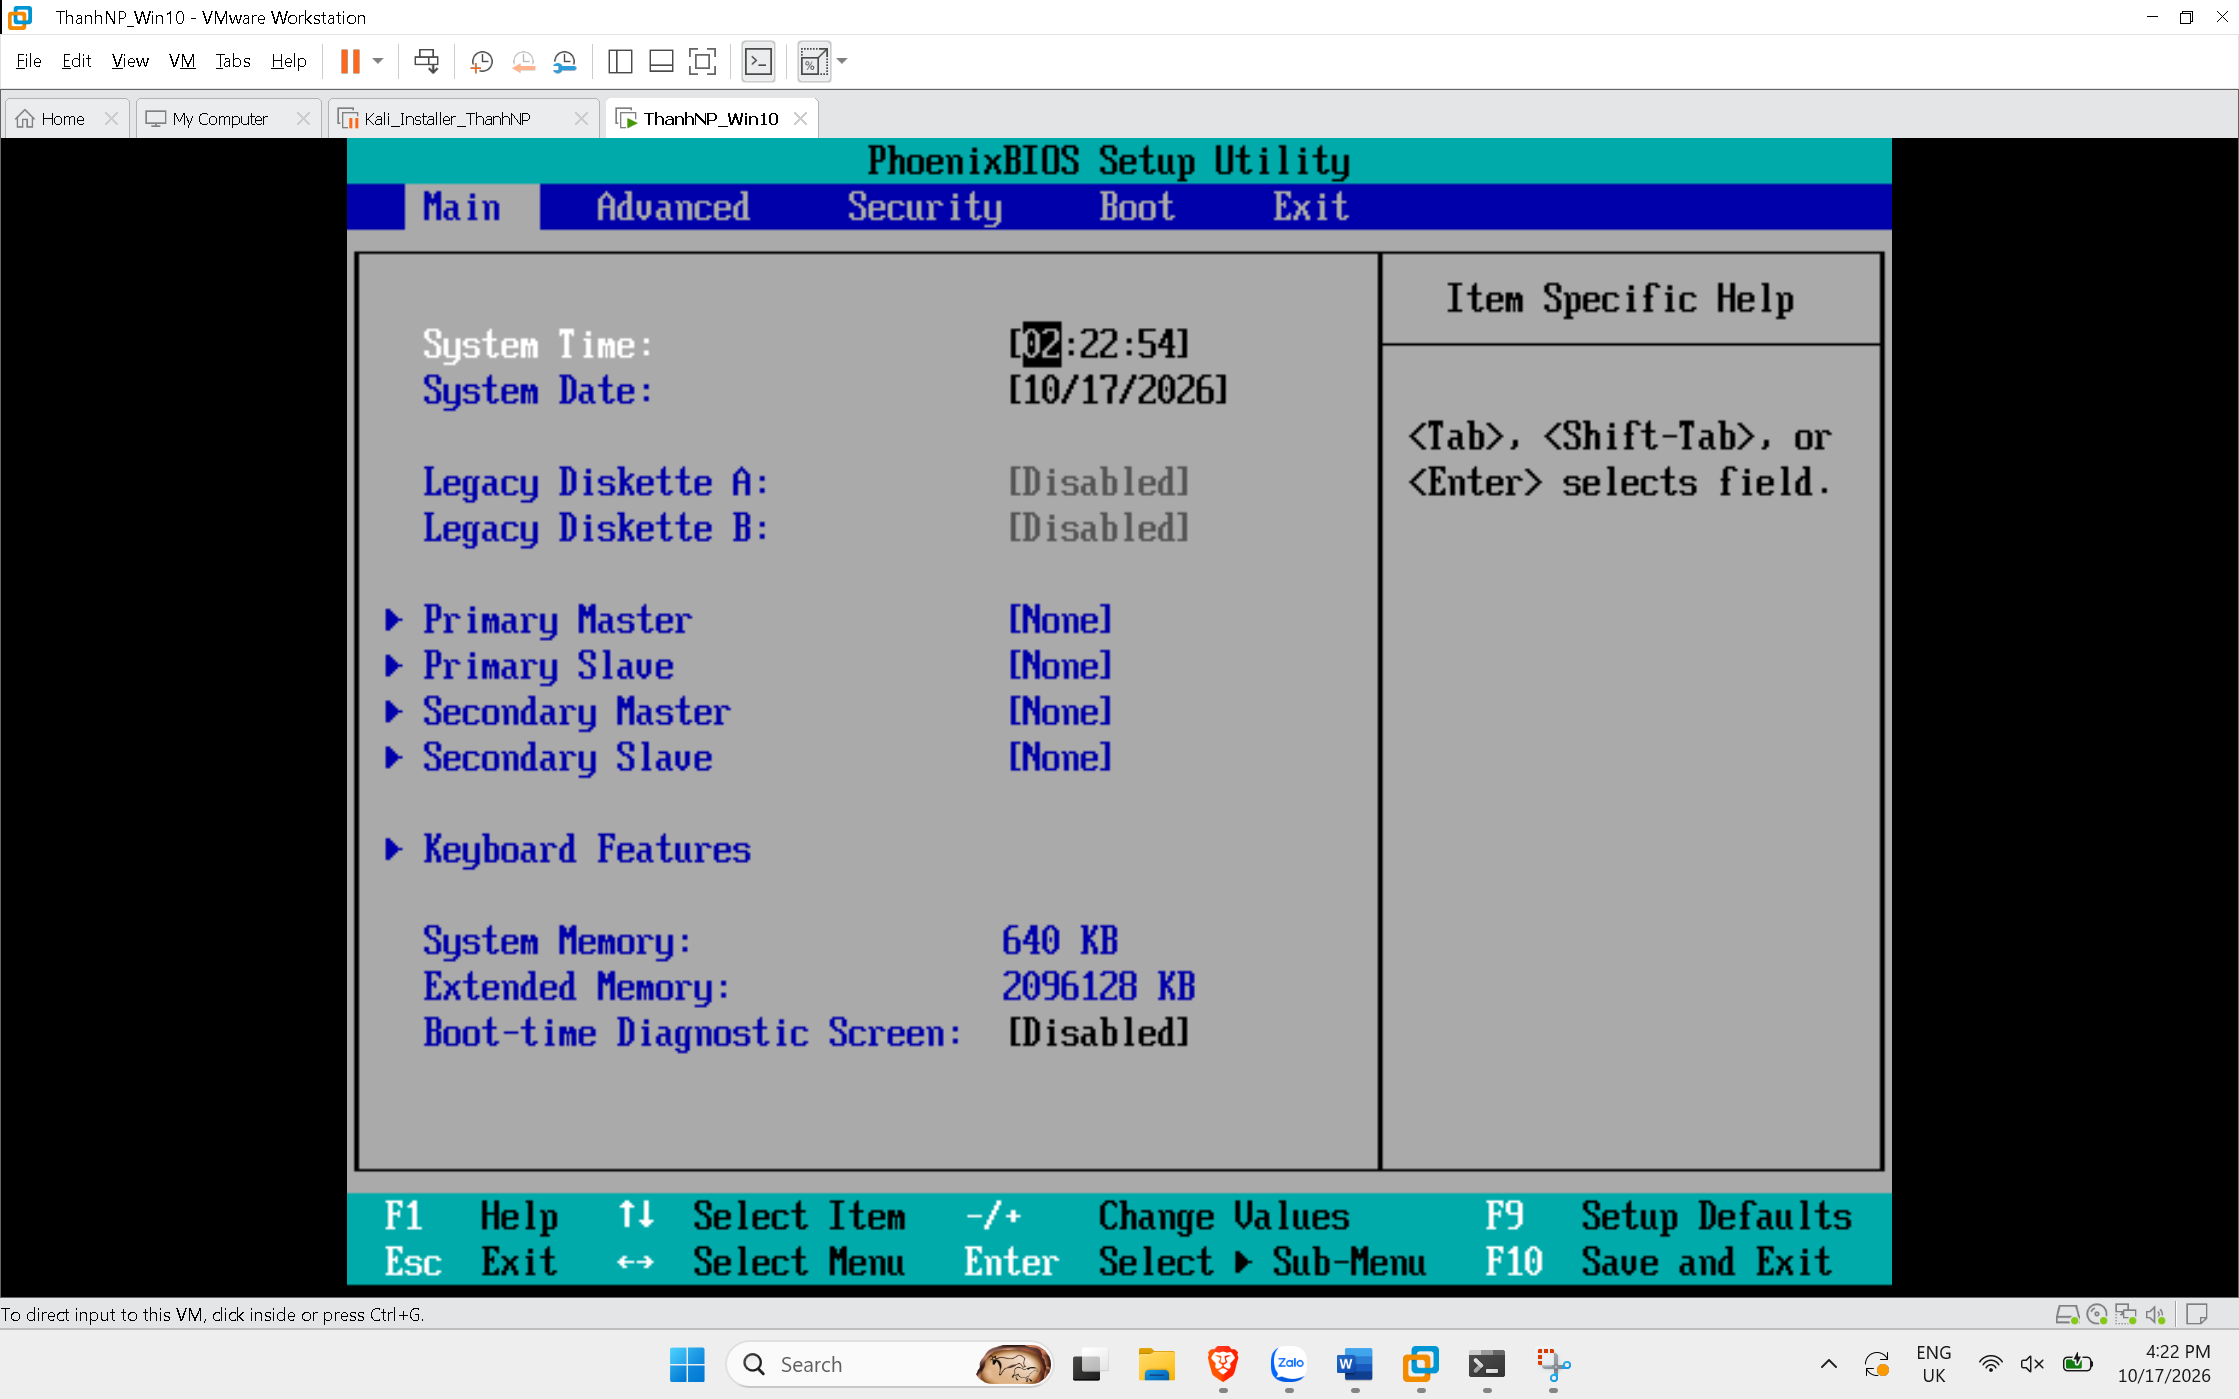 ThanhNP_Win10 - VMware Workstation
File Edit View VM Tabs Help
Home My Computer Kali_Installer_ThanhNP ThanhNP_Win10
PhoenixBIOS Setup Utility
Main Advanced Security Boot Exit
Item Specific Help
System Time: [02:22:54]
System Date: [10/17/2026]
<Tab>, <Shift-Tab>, or
<Enter> selects field.
Legacy Diskette A: [Disabled]
Legacy Diskette B: [Disabled]
Primary Master [None]
Primary Slave [None]
Secondary Master [None]
Secondary Slave [None]
Keyboard Features
System Memory: 640 KB
Extended Memory: 2096128 KB
Boot-time Diagnostic Screen: [Disabled]
F1 Help ↑↓ Select Item -/+ Change Values F9 Setup Defaults
Esc Exit ↔ Select Menu Enter Select ▶ Sub-Menu F10 Save and Exit
To direct input to this VM, click inside or press Ctrl+G.
Search
Zalo
W
ENG
UK
4:22 PM
10/17/2026